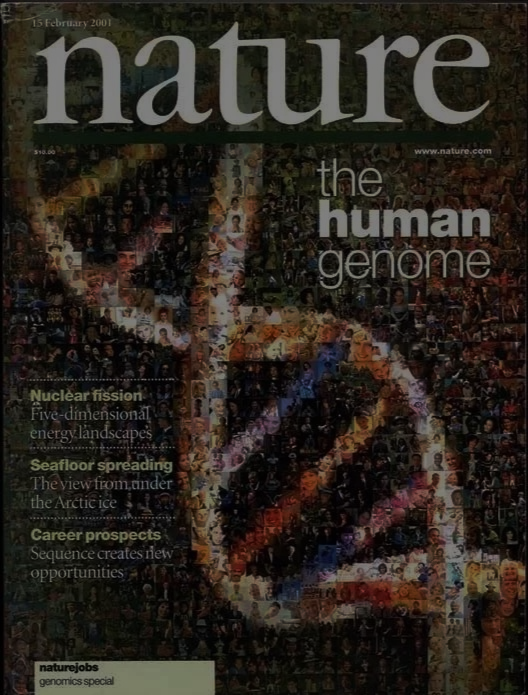 15 February 2001
nature
$10.00
www.nature.com
the
human
genome
Nuclear fission
Five-dimensional
energy landscapes
Seafloor spreading
The view from under
the Arctic ice
Career prospects
Sequence creates new
opportunities
naturejobs
genomics special